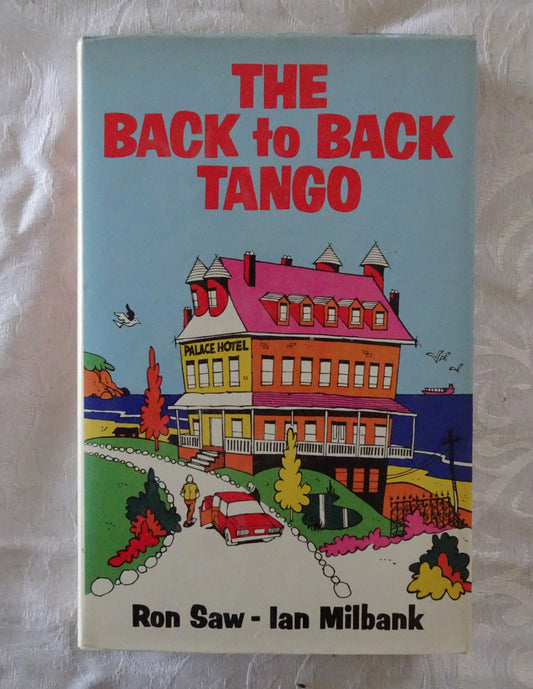 THE
BACK to BACK
TANGO
PALACE HOTEL
Ron Saw - Ian Milbank